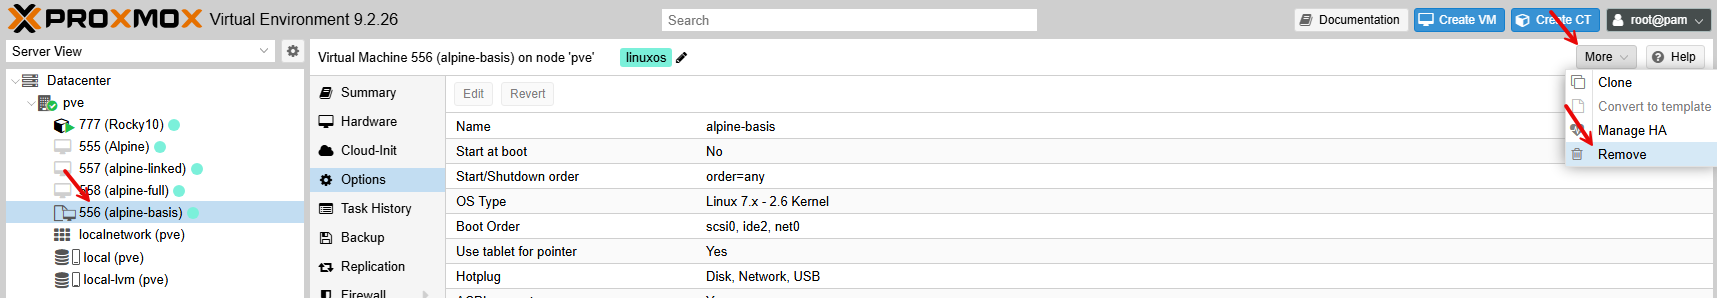 PROXMOX Virtual Environment 9.2.26 Search Documentation Create VM Create CT root@pam
Server View
Virtual Machine 556 (alpine-basis) on node 'pve' linuxos More Help
Datacenter
pve
777 (Rocky10)
555 (Alpine)
557 (alpine-linked)
558 (alpine-full)
556 (alpine-basis)
localnetwork (pve)
local (pve)
local-lvm (pve)
Summary
Hardware
Cloud-Init
Options
Task History
Backup
Replication
Firewall
Edit Revert
Name alpine-basis
Start at boot No
Start/Shutdown order order=any
OS Type Linux 7.x - 2.6 Kernel
Boot Order scsi0, ide2, net0
Use tablet for pointer Yes
Hotplug Disk, Network, USB
Clone
Convert to template
Manage HA
Remove